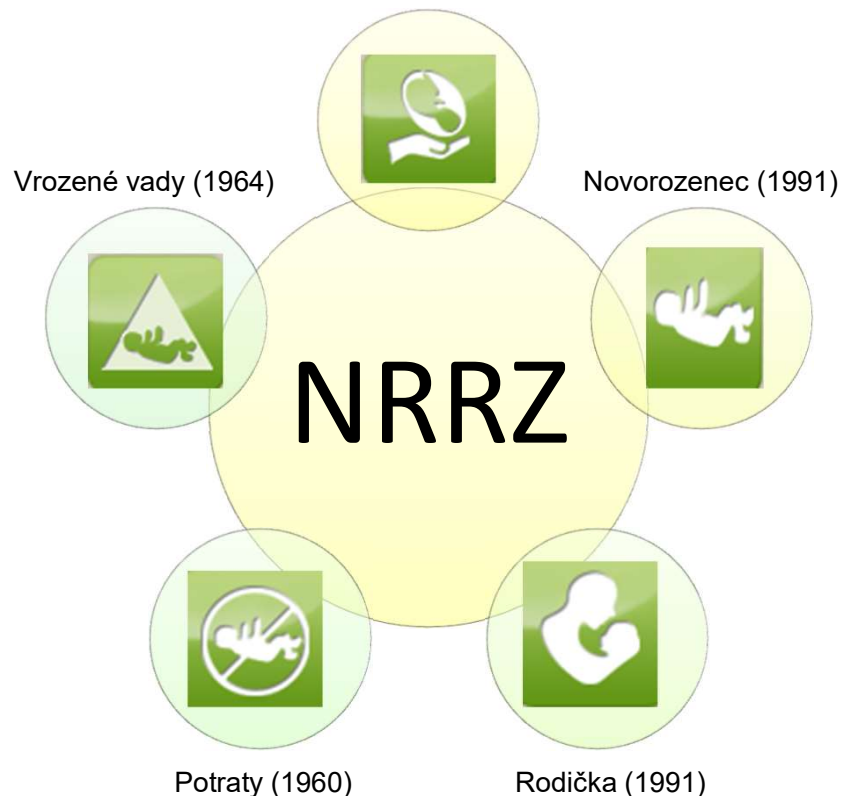 Vrozené vady (1964)
Novorozenec (1991)
NRRZ
Potraty (1960)
Rodička (1991)